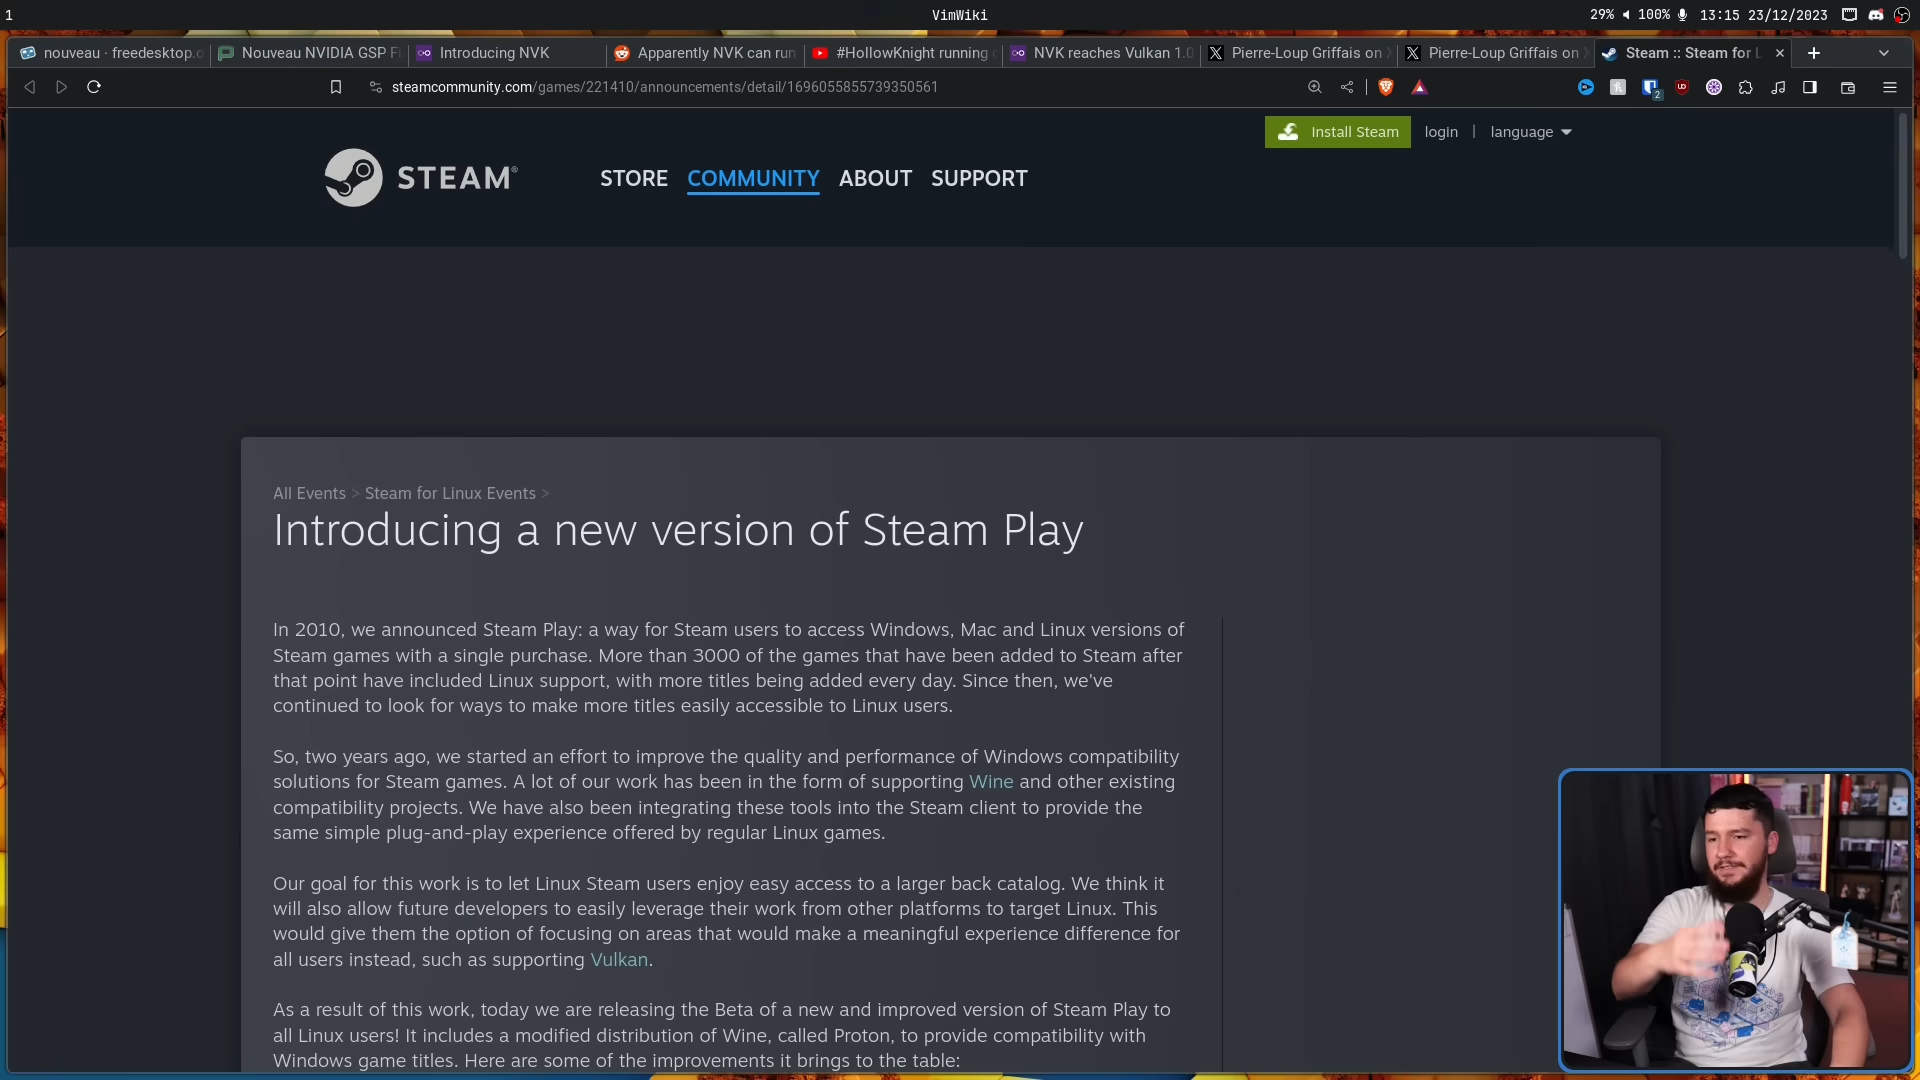 1
VimWiki
29% 100% 13:15 23/12/2023
nouveau · freedesktop.o
Nouveau NVIDIA GSP Fi
Introducing NVK
Apparently NVK can run
#HollowKnight running
NVK reaches Vulkan 1.0
Pierre-Loup Griffais on X
Pierre-Loup Griffais on X
Steam :: Steam for L
steamcommunity.com/games/221410/announcements/detail/1696055855739350561
2
Install Steam
login | language
STEAM®
STORE COMMUNITY ABOUT SUPPORT
All Events > Steam for Linux Events >
Introducing a new version of Steam Play
In 2010, we announced Steam Play: a way for Steam users to access Windows, Mac and Linux versions of
Steam games with a single purchase. More than 3000 of the games that have been added to Steam after
that point have included Linux support, with more titles being added every day. Since then, we've
continued to look for ways to make more titles easily accessible to Linux users.
So, two years ago, we started an effort to improve the quality and performance of Windows compatibility
solutions for Steam games. A lot of our work has been in the form of supporting Wine and other existing
compatibility projects. We have also been integrating these tools into the Steam client to provide the
same simple plug-and-play experience offered by regular Linux games.
Our goal for this work is to let Linux Steam users enjoy easy access to a larger back catalog. We think it
will also allow future developers to easily leverage their work from other platforms to target Linux. This
would give them the option of focusing on areas that would make a meaningful experience difference for
all users instead, such as supporting Vulkan.
As a result of this work, today we are releasing the Beta of a new and improved version of Steam Play to
all Linux users! It includes a modified distribution of Wine, called Proton, to provide compatibility with
Windows game titles. Here are some of the improvements it brings to the table: